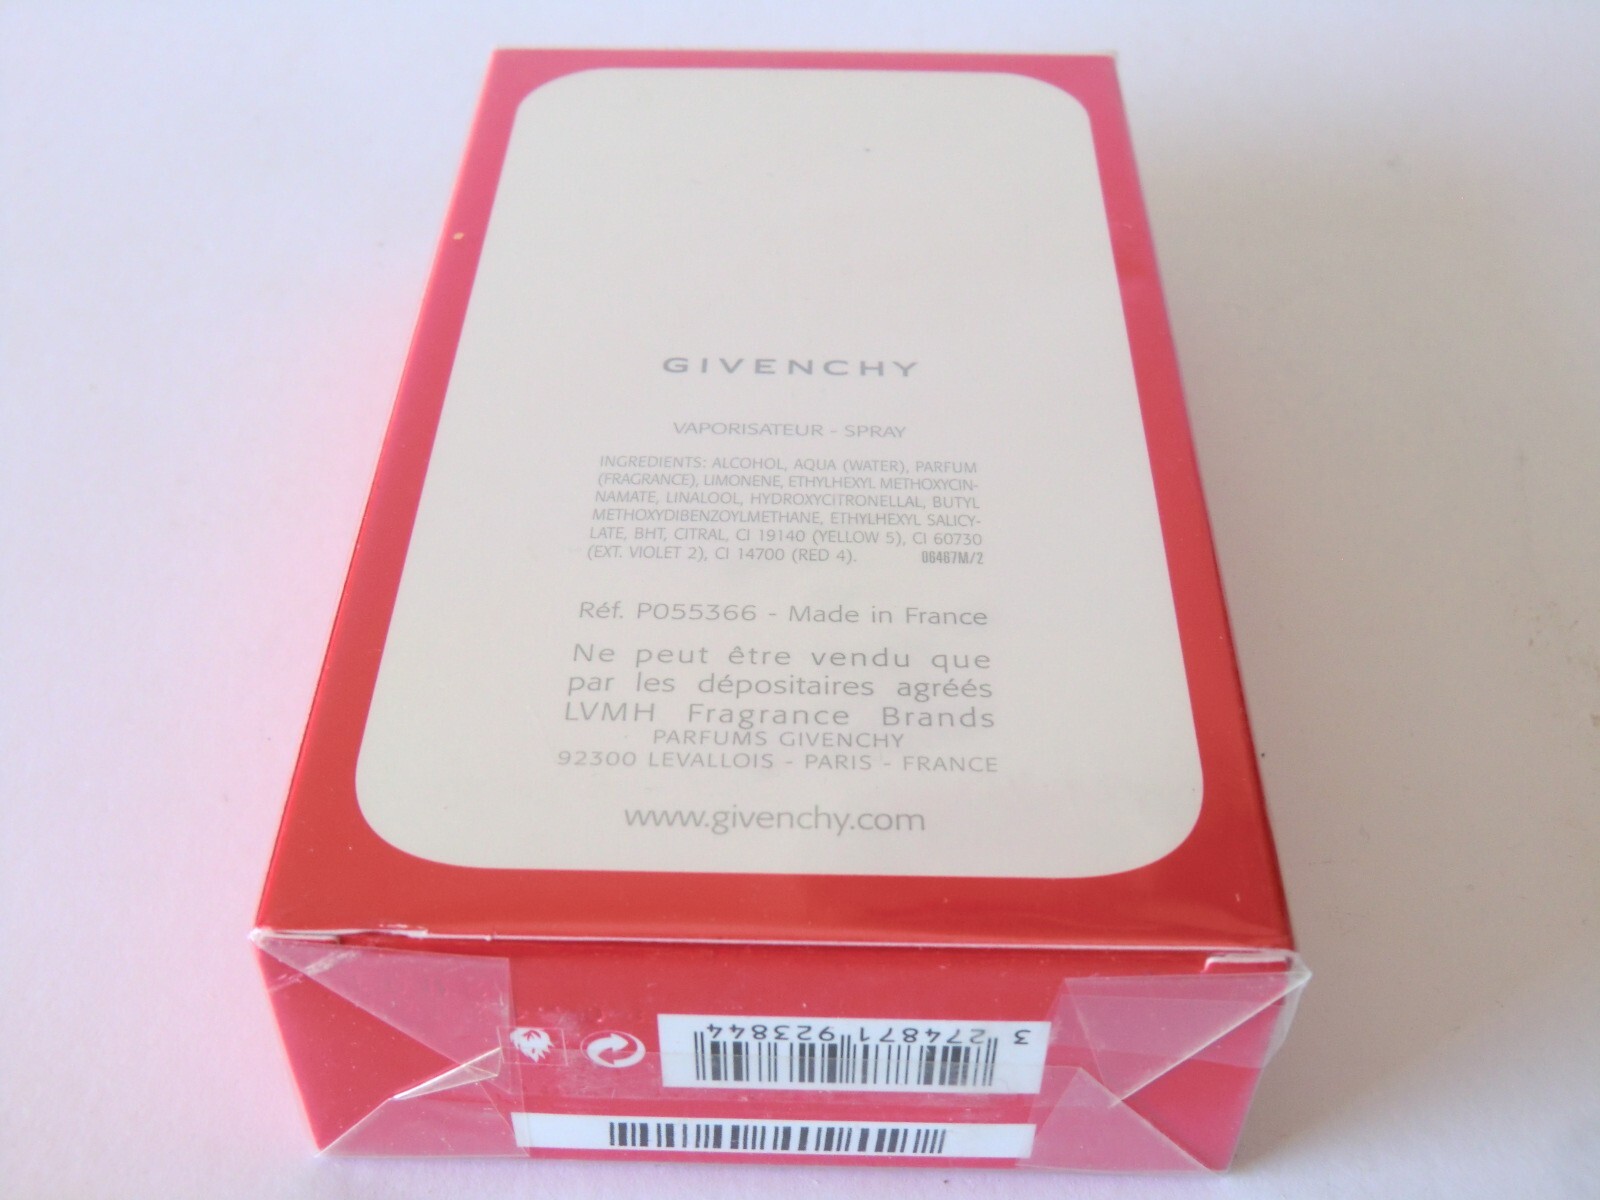 GIVENCHY
VAPORISATEUR - SPRAY
INGREDIENTS: ALCOHOL, AQUA (WATER), PARFUM
(FRAGRANCE), LIMONENE, ETHYLHEXYL METHOXYCIN-
NAMATE, LINALOOL, HYDROXYCITRONELLAL, BUTYL
METHOXYDIBENZOYLMETHANE, ETHYLHEXYL SALICY-
LATE, BHT, CITRAL, CI 19140 (YELLOW 5), CI 60730
(EXT. VIOLET 2), CI 14700 (RED 4). 06467M/2
Réf. P055366 - Made in France
Ne peut être vendu que
par les dépositaires agréés
LVMH Fragrance Brands
PARFUMS GIVENCHY
92300 LEVALLOIS - PARIS - FRANCE
www.givenchy.com
3 274871 923844